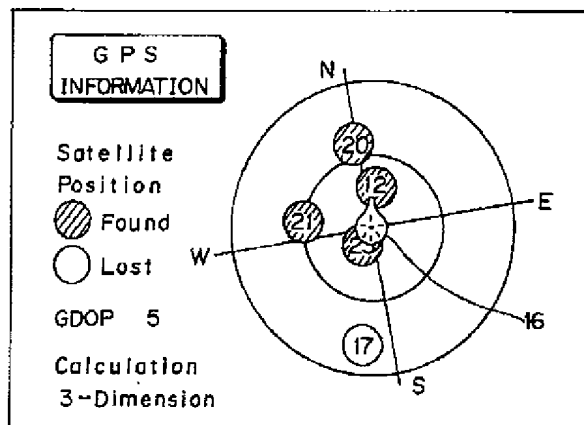 GPS
INFORMATION
Satellite
Position
Found
Lost
GDOP 5
Calculation
3-Dimension
N
20
12
E
21
W
16
17
S